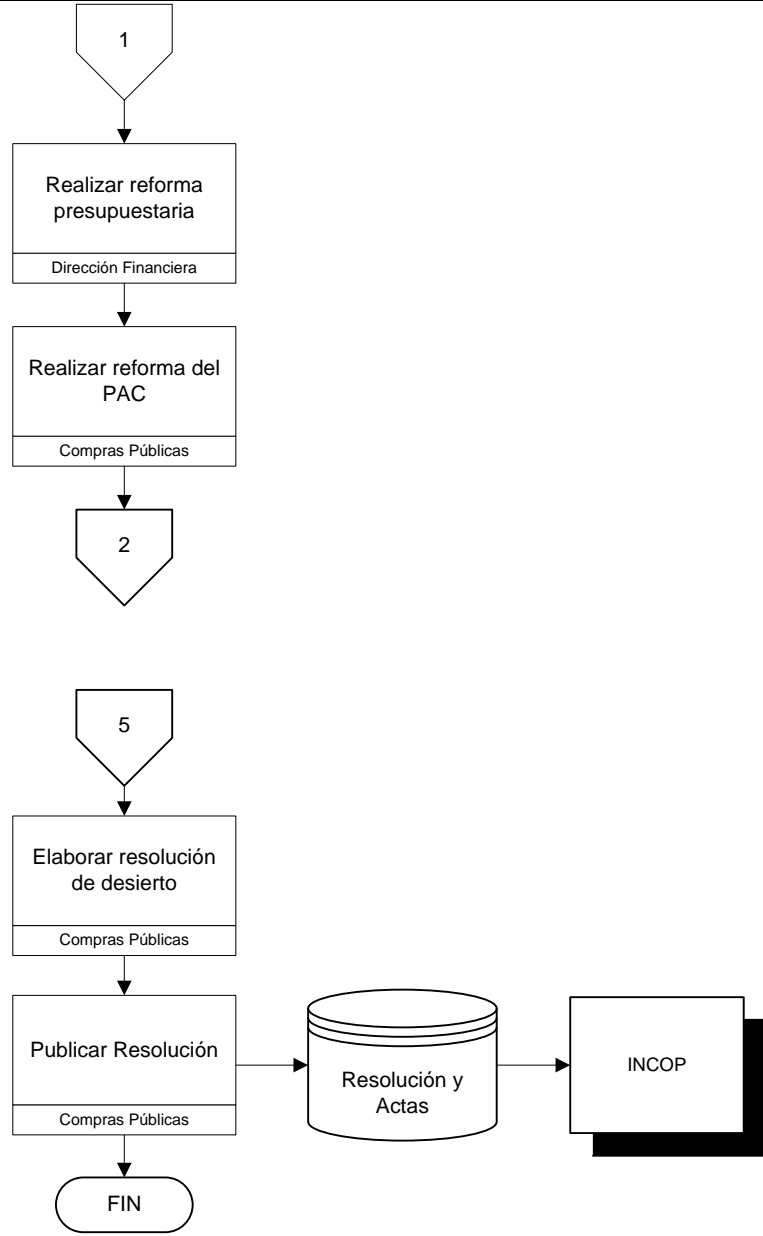 1
Realizar reforma
presupuestaria
Dirección Financiera
Realizar reforma del
PAC
Compras Públicas
2
5
Elaborar resolución
de desierto
Compras Públicas
Publicar Resolución
Compras Públicas
Resolución y
Actas
INCOP
FIN